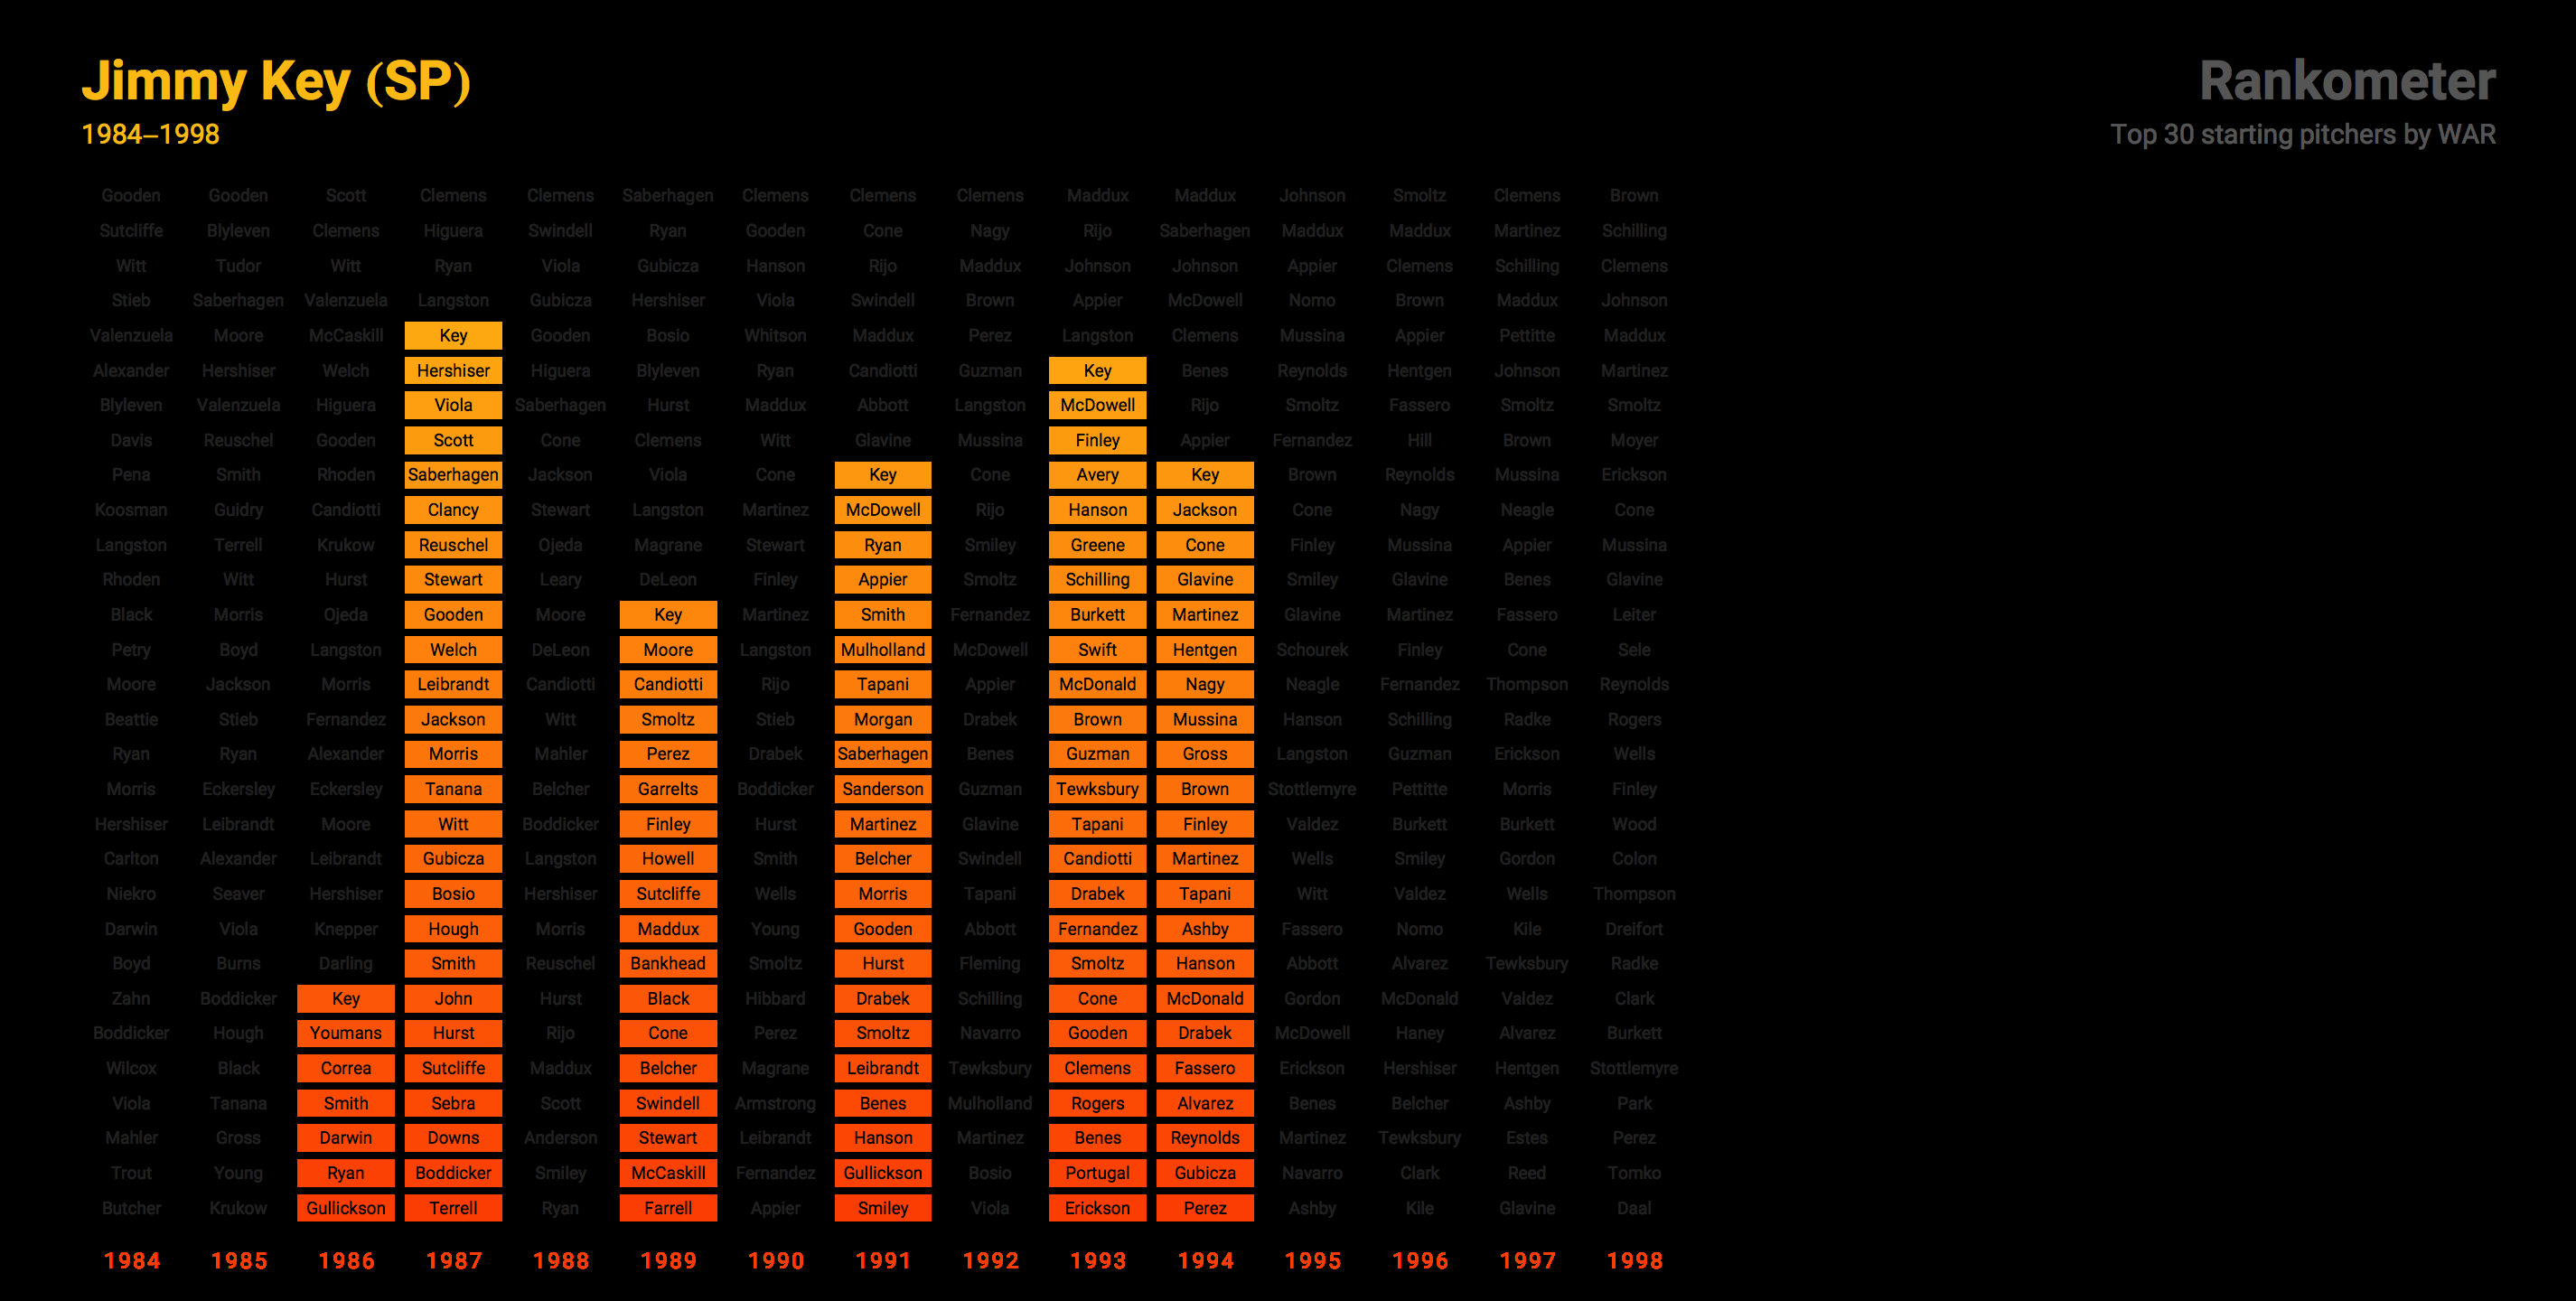 Jimmy Key (SP)
1984–1998
Rankometer
Top 30 starting pitchers by WAR
Gooden Gooden Scott Clemens Clemens Saberhagen Clemens Clemens Clemens Maddux Maddux Johnson Smoltz Clemens Brown
Sutcliffe Blyleven Clemens Higuera Swindell Ryan Gooden Cone Nagy Rijo Saberhagen Maddux Maddux Martinez Schilling
Witt Tudor Witt Ryan Viola Gubicza Hanson Rijo Maddux Johnson Johnson Appier Clemens Schilling Clemens
Stieb Saberhagen Valenzuela Langston Gubicza Hershiser Viola Swindell Brown Appier McDowell Nomo Brown Maddux Johnson
Valenzuela Moore McCaskill Key Gooden Bosio Whitson Maddux Perez Langston Clemens Mussina Appier Pettitte Maddux
Alexander Hershiser Welch Hershiser Higuera Blyleven Ryan Candiotti Guzman Key Benes Reynolds Hentgen Johnson Martinez
Blyleven Valenzuela Higuera Viola Saberhagen Hurst Maddux Abbott Langston McDowell Rijo Smoltz Fassero Smoltz Smoltz
Davis Reuschel Gooden Scott Cone Clemens Witt Glavine Mussina Finley Appier Fernandez Hill Brown Moyer
Pena Smith Rhoden Saberhagen Jackson Viola Cone Key Cone Avery Key Brown Reynolds Mussina Erickson
Koosman Guidry Candiotti Clancy Stewart Langston Martinez McDowell Rijo Hanson Jackson Cone Nagy Neagle Cone
Langston Terrell Krukow Reuschel Ojeda Magrane Stewart Ryan Smiley Greene Cone Finley Mussina Appier Mussina
Rhoden Witt Hurst Stewart Leary DeLeon Finley Appier Smoltz Schilling Glavine Smiley Glavine Benes Glavine
Black Morris Ojeda Gooden Moore Key Martinez Smith Fernandez Burkett Martinez Glavine Martinez Fassero Leiter
Petry Boyd Langston Welch DeLeon Moore Langston Mulholland McDowell Swift Hentgen Schourek Finley Cone Sele
Moore Jackson Morris Leibrandt Candiotti Candiotti Rijo Tapani Appier McDonald Nagy Neagle Fernandez Thompson Reynolds
Beattie Stieb Fernandez Jackson Witt Smoltz Stieb Morgan Drabek Brown Mussina Hanson Schilling Radke Rogers
Ryan Ryan Alexander Morris Mahler Perez Drabek Saberhagen Benes Guzman Gross Langston Guzman Erickson Wells
Morris Eckersley Eckersley Tanana Belcher Garrelts Boddicker Sanderson Guzman Tewksbury Brown Stottlemyre Pettitte Morris Finley
Hershiser Leibrandt Moore Witt Boddicker Finley Hurst Martinez Glavine Tapani Finley Valdez Burkett Burkett Wood
Carlton Alexander Leibrandt Gubicza Langston Howell Smith Belcher Swindell Candiotti Martinez Wells Smiley Gordon Colon
Niekro Seaver Hershiser Bosio Hershiser Sutcliffe Wells Morris Tapani Drabek Tapani Witt Valdez Wells Thompson
Darwin Viola Knepper Hough Morris Maddux Young Gooden Abbott Fernandez Ashby Fassero Nomo Kile Dreifort
Boyd Burns Darling Smith Reuschel Bankhead Smoltz Hurst Fleming Smoltz Hanson Abbott Alvarez Tewksbury Radke
Zahn Boddicker Key John Hurst Black Hibbard Drabek Schilling Cone McDonald Gordon McDonald Valdez Clark
Boddicker Hough Youmans Hurst Rijo Cone Perez Smoltz Navarro Gooden Drabek McDowell Haney Alvarez Burkett
Wilcox Black Correa Sutcliffe Maddux Belcher Magrane Leibrandt Tewksbury Clemens Fassero Erickson Hershiser Hentgen Stottlemyre
Viola Tanana Smith Sebra Scott Swindell Armstrong Benes Mulholland Rogers Alvarez Benes Belcher Ashby Park
Mahler Gross Darwin Downs Anderson Stewart Leibrandt Hanson Martinez Benes Reynolds Martinez Tewksbury Estes Perez
Trout Young Ryan Boddicker Smiley McCaskill Fernandez Gullickson Bosio Portugal Gubicza Navarro Clark Reed Tomko
Butcher Krukow Gullickson Terrell Ryan Farrell Appier Smiley Viola Erickson Perez Ashby Kile Glavine Daal
1984 1985 1986 1987 1988 1989 1990 1991 1992 1993 1994 1995 1996 1997 1998